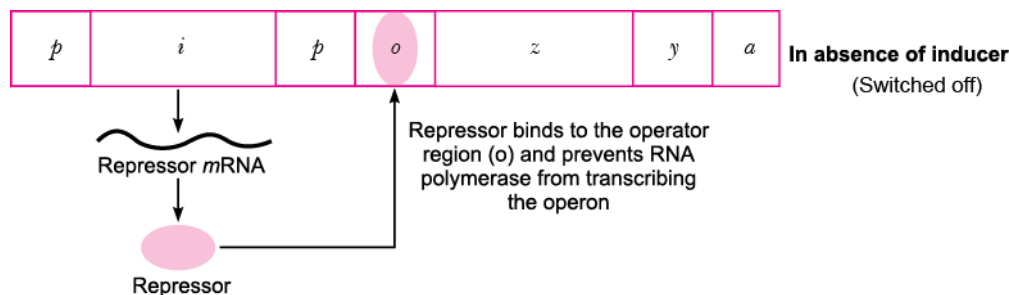 p i p o z y a
In absence of inducer
(Switched off)
Repressor mRNA
Repressor binds to the operator
region (o) and prevents RNA
polymerase from transcribing
the operon
Repressor